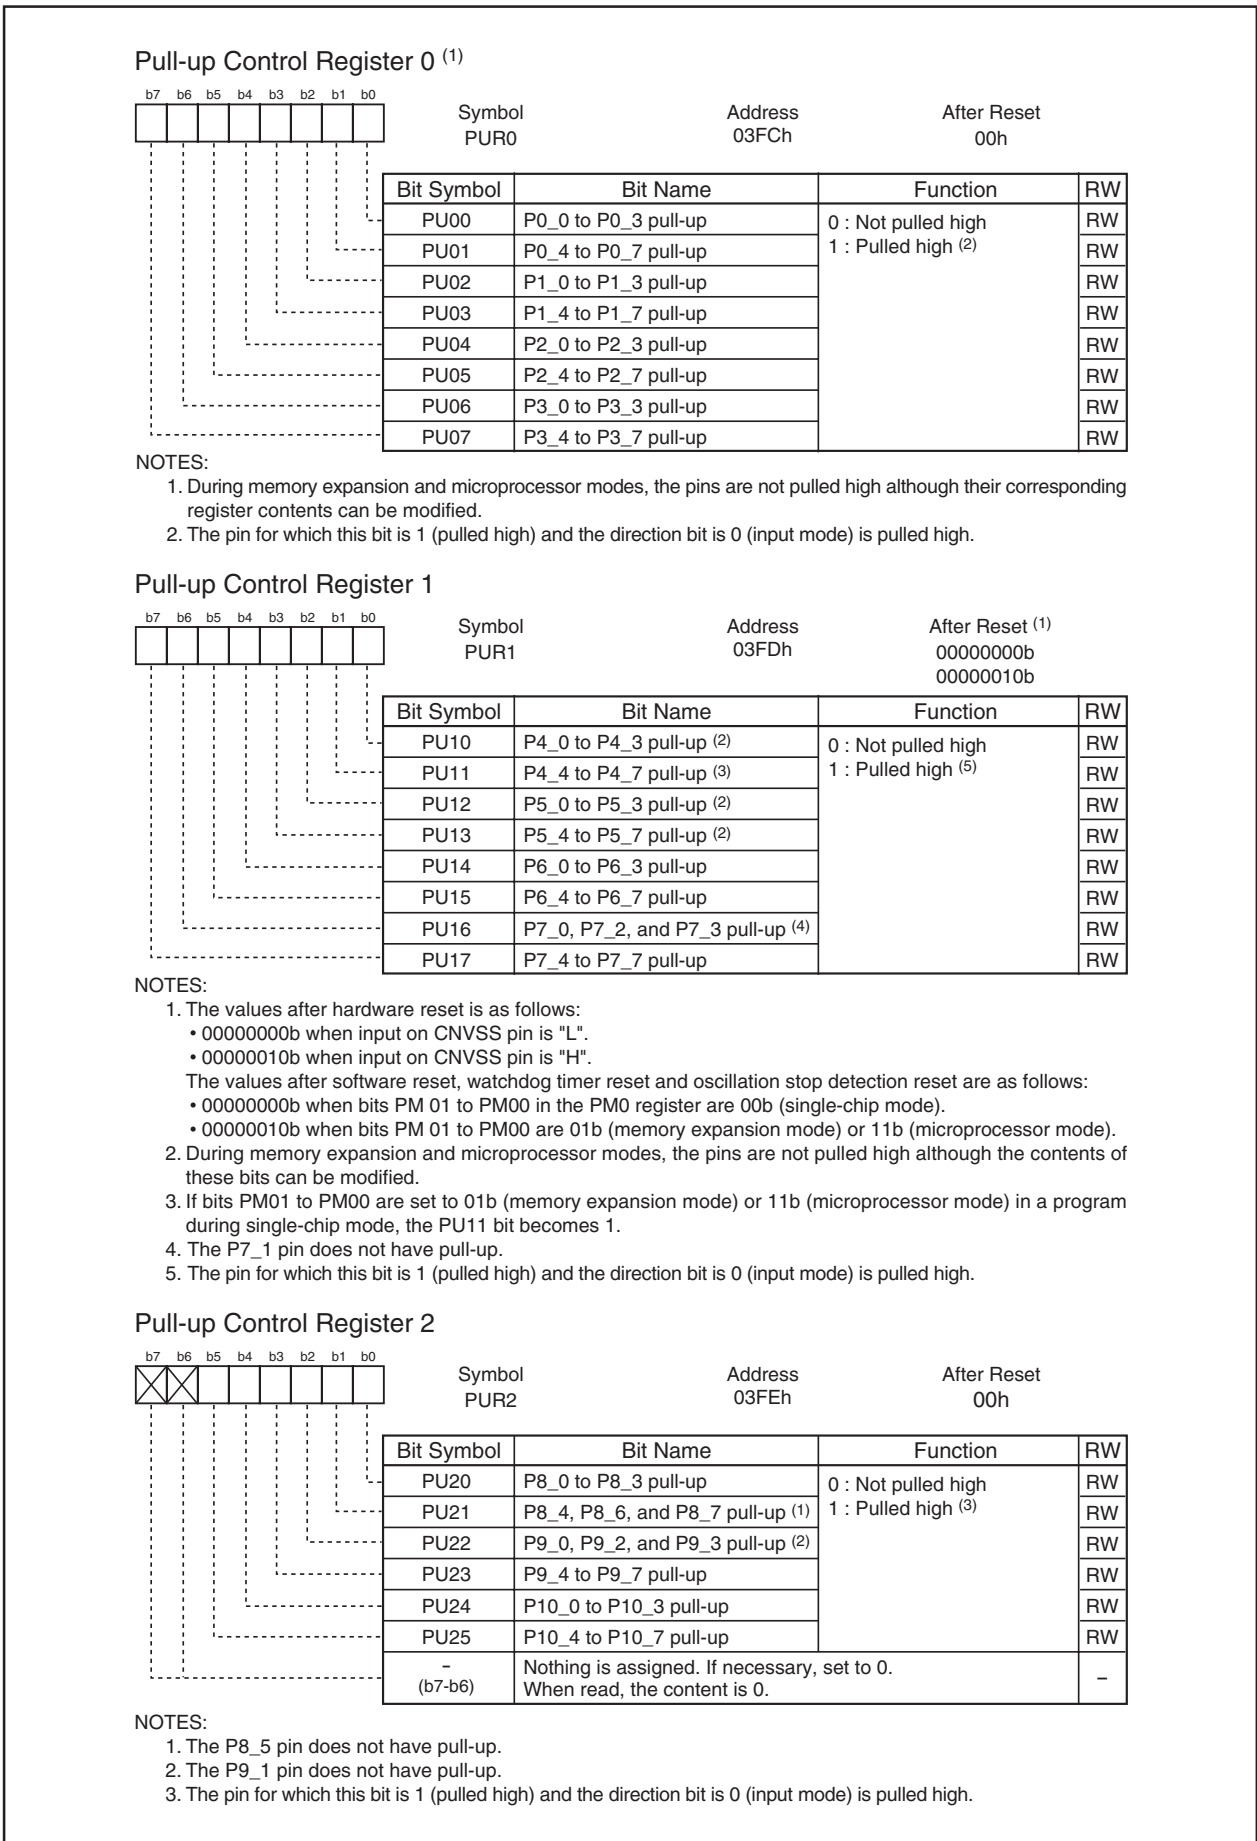 Pull-up Control Register 0 (1)
b7 b6 b5 b4 b3 b2 b1 b0
Symbol Address After Reset
PUR0 03FCh 00h
Bit Symbol Bit Name Function RW
PU00 P0_0 to P0_3 pull-up 0 : Not pulled high RW
PU01 P0_4 to P0_7 pull-up 1 : Pulled high (2) RW
PU02 P1_0 to P1_3 pull-up RW
PU03 P1_4 to P1_7 pull-up RW
PU04 P2_0 to P2_3 pull-up RW
PU05 P2_4 to P2_7 pull-up RW
PU06 P3_0 to P3_3 pull-up RW
PU07 P3_4 to P3_7 pull-up RW
NOTES:
1. During memory expansion and microprocessor modes, the pins are not pulled high although their corresponding
register contents can be modified.
2. The pin for which this bit is 1 (pulled high) and the direction bit is 0 (input mode) is pulled high.
Pull-up Control Register 1
b7 b6 b5 b4 b3 b2 b1 b0
Symbol Address After Reset (1)
PUR1 03FDh 00000000b
00000010b
Bit Symbol Bit Name Function RW
PU10 P4_0 to P4_3 pull-up (2) 0 : Not pulled high RW
PU11 P4_4 to P4_7 pull-up (3) 1 : Pulled high (5) RW
PU12 P5_0 to P5_3 pull-up (2) RW
PU13 P5_4 to P5_7 pull-up (2) RW
PU14 P6_0 to P6_3 pull-up RW
PU15 P6_4 to P6_7 pull-up RW
PU16 P7_0, P7_2, and P7_3 pull-up (4) RW
PU17 P7_4 to P7_7 pull-up RW
NOTES:
1. The values after hardware reset is as follows:
• 00000000b when input on CNVSS pin is "L".
• 00000010b when input on CNVSS pin is "H".
The values after software reset, watchdog timer reset and oscillation stop detection reset are as follows:
• 00000000b when bits PM 01 to PM00 in the PM0 register are 00b (single-chip mode).
• 00000010b when bits PM 01 to PM00 are 01b (memory expansion mode) or 11b (microprocessor mode).
2. During memory expansion and microprocessor modes, the pins are not pulled high although the contents of
these bits can be modified.
3. If bits PM01 to PM00 are set to 01b (memory expansion mode) or 11b (microprocessor mode) in a program
during single-chip mode, the PU11 bit becomes 1.
4. The P7_1 pin does not have pull-up.
5. The pin for which this bit is 1 (pulled high) and the direction bit is 0 (input mode) is pulled high.
Pull-up Control Register 2
b7 b6 b5 b4 b3 b2 b1 b0
Symbol Address After Reset
PUR2 03FEh 00h
Bit Symbol Bit Name Function RW
PU20 P8_0 to P8_3 pull-up 0 : Not pulled high RW
PU21 P8_4, P8_6, and P8_7 pull-up (1) 1 : Pulled high (3) RW
PU22 P9_0, P9_2, and P9_3 pull-up (2) RW
PU23 P9_4 to P9_7 pull-up RW
PU24 P10_0 to P10_3 pull-up RW
PU25 P10_4 to P10_7 pull-up RW
– Nothing is assigned. If necessary, set to 0. –
(b7-b6) When read, the content is 0.
NOTES:
1. The P8_5 pin does not have pull-up.
2. The P9_1 pin does not have pull-up.
3. The pin for which this bit is 1 (pulled high) and the direction bit is 0 (input mode) is pulled high.